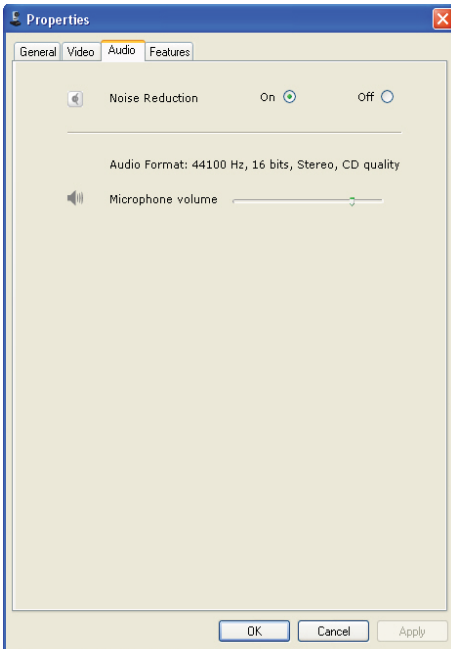 Properties
General Video Audio Features
Noise Reduction On Off
Audio Format: 44100 Hz, 16 bits, Stereo, CD quality
Microphone volume
OK Cancel Apply